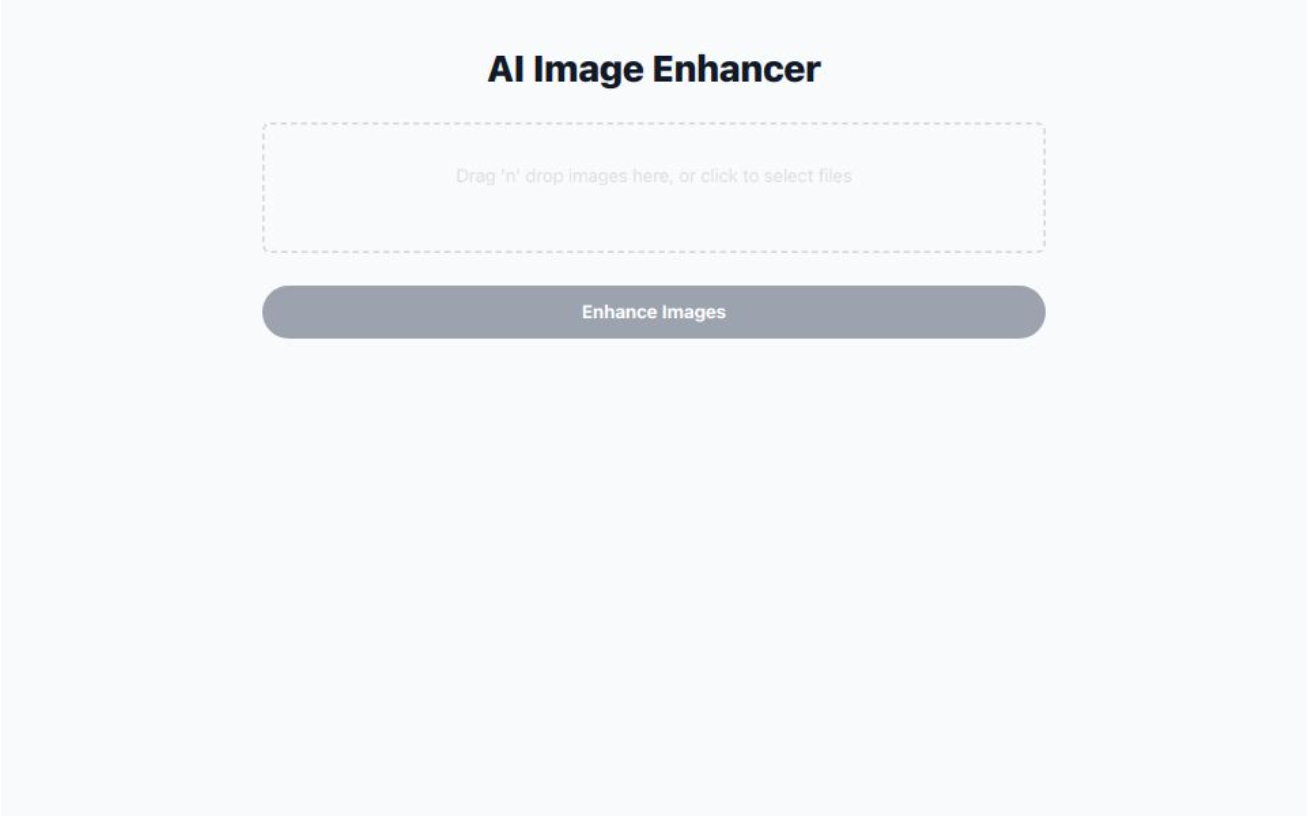 AI Image Enhancer
Drag 'n' drop images here, or click to select files
Enhance Images